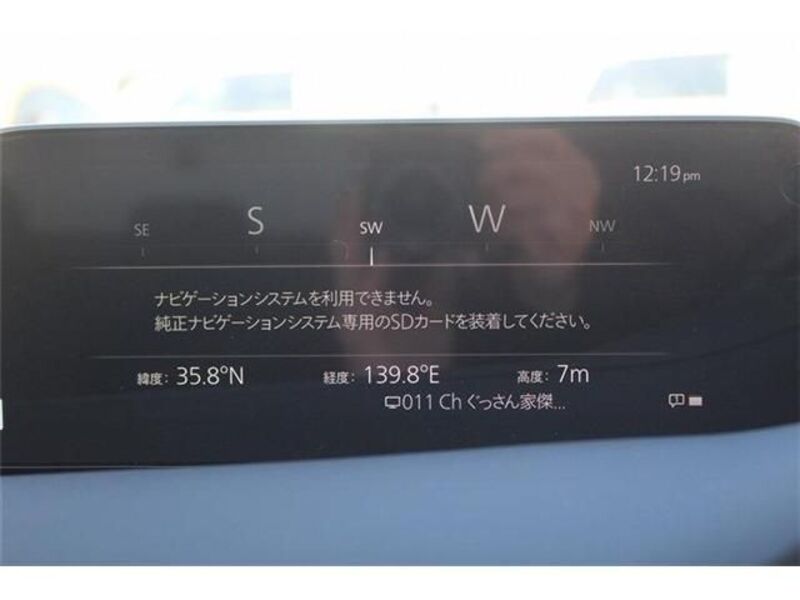 12:19pm
SE S SW W NW
ナビゲーションシステムを利用できません。
純正ナビゲーションシステム専用のSDカードを装着してください。
緯度: 35.8°N 経度: 139.8°E 高度: 7m
011 Ch ぐっさん家傑...